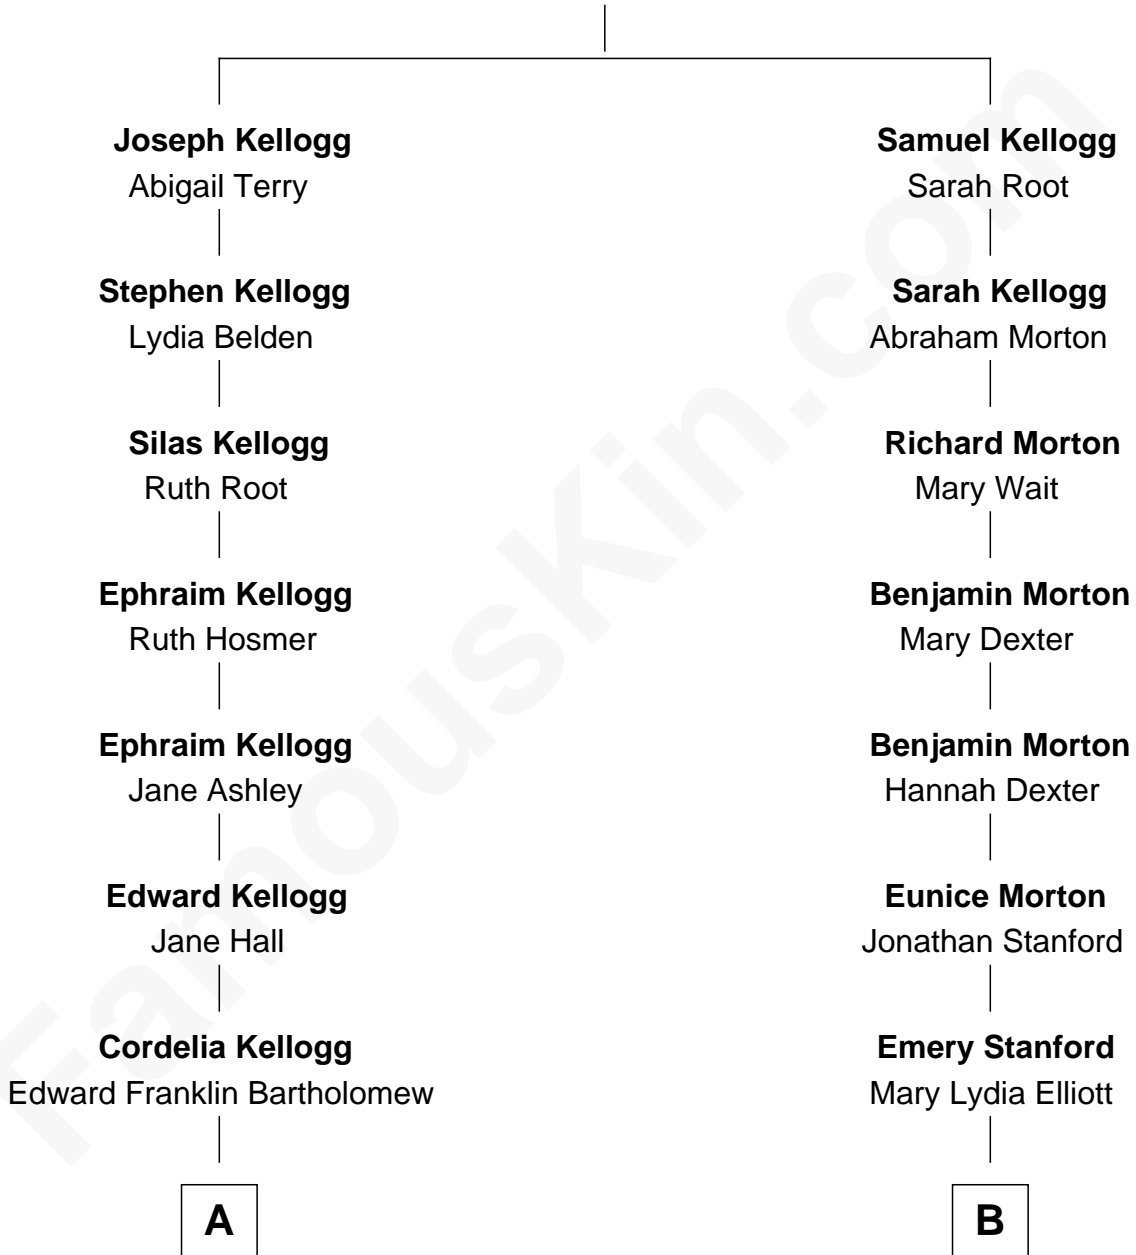 Joseph Kellogg
Abigail Terry
Stephen Kellogg
Lydia Belden
Silas Kellogg
Ruth Root
Ephraim Kellogg
Ruth Hosmer
Ephraim Kellogg
Jane Ashley
Edward Kellogg
Jane Hall
Cordelia Kellogg
Edward Franklin Bartholomew
A
Samuel Kellogg
Sarah Root
Sarah Kellogg
Abraham Morton
Richard Morton
Mary Wait
Benjamin Morton
Mary Dexter
Benjamin Morton
Hannah Dexter
Eunice Morton
Jonathan Stanford
Emery Stanford
Mary Lydia Elliott
B
FamousKin.com